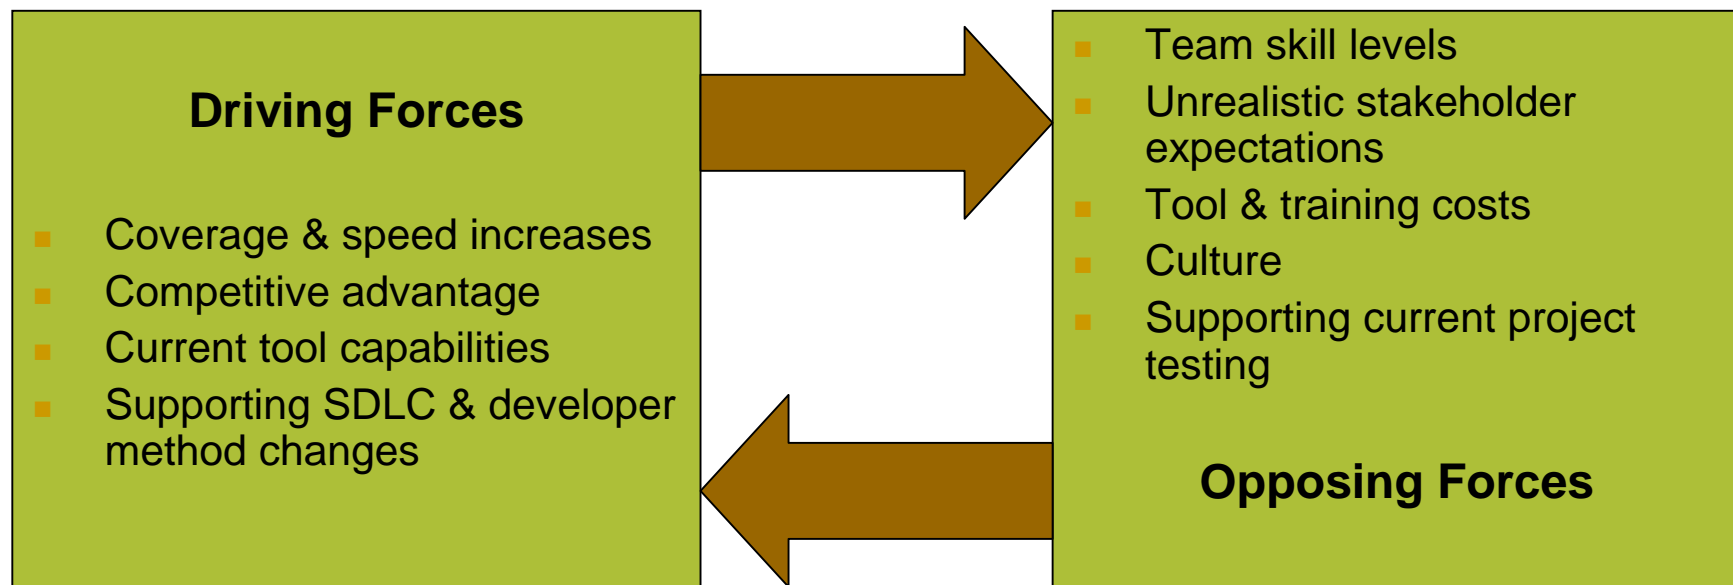 Driving Forces
Coverage & speed increases
Competitive advantage
Current tool capabilities
Supporting SDLC & developer
method changes
Team skill levels
Unrealistic stakeholder
expectations
Tool & training costs
Culture
Supporting current project
testing
Opposing Forces